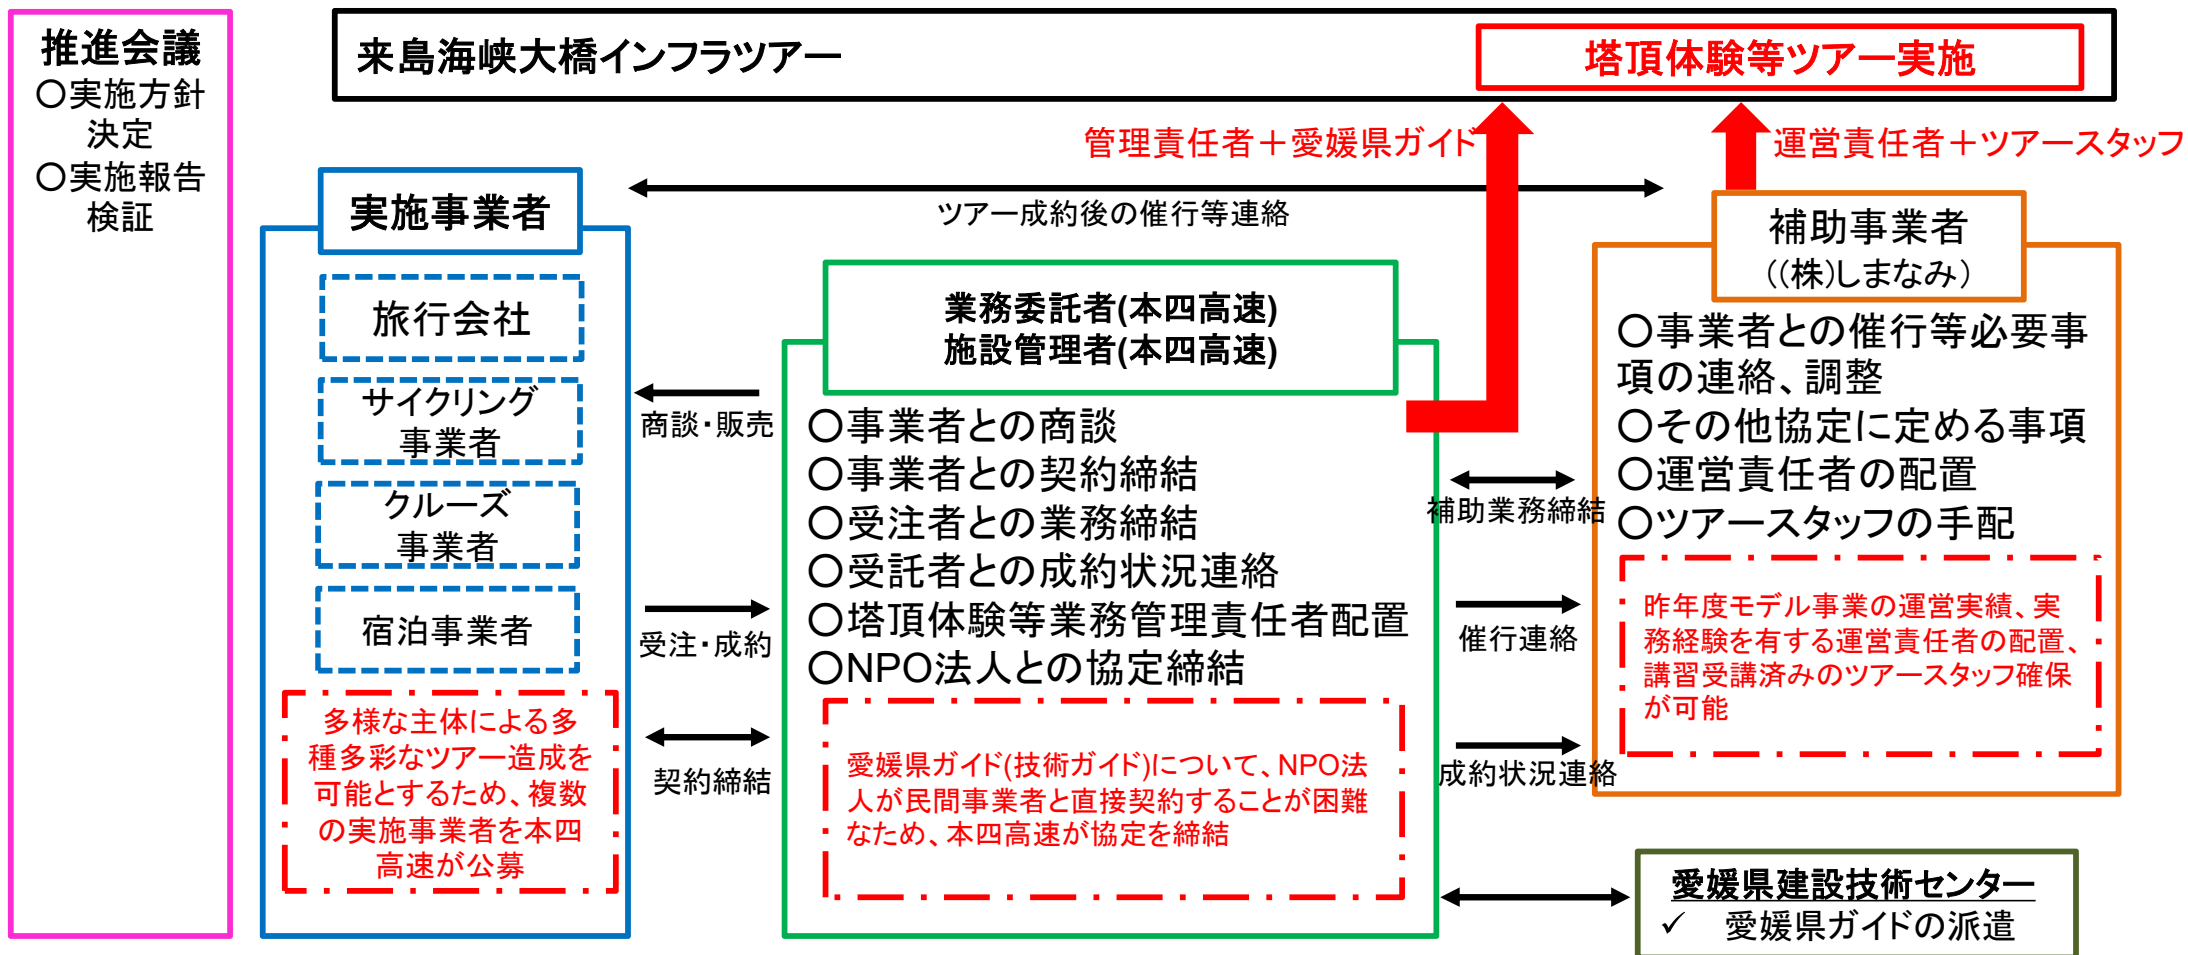 推進会議
〇実施方針
決定
〇実施報告
検証
来島海峡大橋インフラツアー
塔頂体験等ツアー実施
管理責任者＋愛媛県ガイド
運営責任者＋ツアースタッフ
ツアー成約後の催行等連絡
実施事業者
旅行会社
サイクリング
事業者
クルーズ
事業者
宿泊事業者
多様な主体による多
種多彩なツアー造成を
可能とするため、複数
の実施事業者を本四
高速が公募
商談・販売
受注・成約
契約締結
業務委託者(本四高速)
施設管理者(本四高速)
〇事業者との商談
〇事業者との契約締結
〇受注者との業務締結
〇受託者との成約状況連絡
〇塔頂体験等業務管理責任者配置
〇NPO法人との協定締結
愛媛県ガイド(技術ガイド)について、NPO法
人が民間事業者と直接契約することが困難
なため、本四高速が協定を締結
補助業務締結
催行連絡
成約状況連絡
補助事業者
((株)しまなみ)
〇事業者との催行等必要事
項の連絡、調整
〇その他協定に定める事項
〇運営責任者の配置
〇ツアースタッフの手配
昨年度モデル事業の運営実績、実
務経験を有する運営責任者の配置、
講習受講済みのツアースタッフ確保
が可能
愛媛県建設技術センター
✓ 愛媛県ガイドの派遣